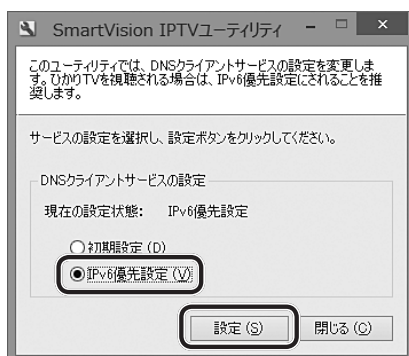 SmartVision IPTVユーティリティ
このユーティリティでは、DNSクライアントサービスの設定を変更しま
す。ひかりTVを視聴される場合は、IPv6優先設定にされることを推
奨します。
サービスの設定を選択し、設定ボタンをクリックしてください。
DNSクライアントサービスの設定
現在の設定状態: IPv6優先設定
初期設定 (D)
IPv6優先設定 (V)
設定 (S) 閉じる (C)